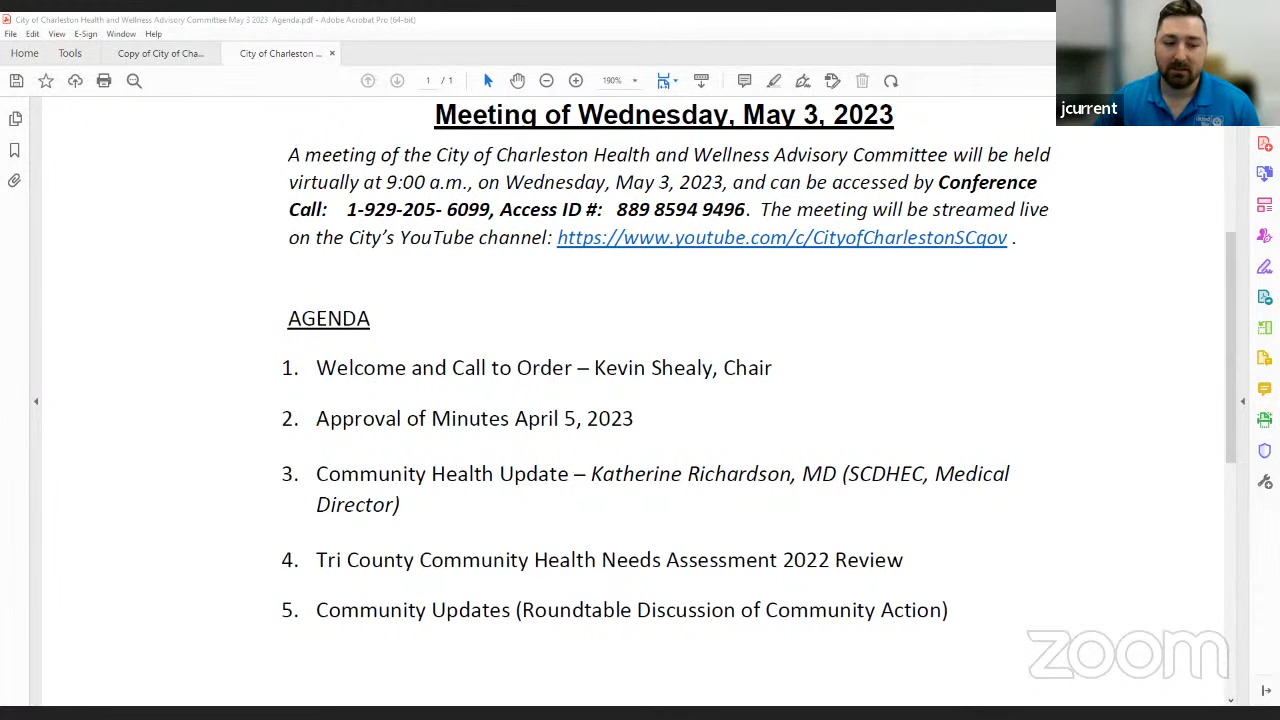 City of Charleston Health and Wellness Advisory Committee May 3 2023 Agenda.pdf - Adobe Acrobat Pro (64-bit)
File Edit View E-Sign Window Help
Home Tools Copy of City of Cha... City of Charleston ... ×
1 / 1 190%
jcurrent
Meeting of Wednesday, May 3, 2023
A meeting of the City of Charleston Health and Wellness Advisory Committee will be held
virtually at 9:00 a.m., on Wednesday, May 3, 2023, and can be accessed by Conference
Call: 1-929-205- 6099, Access ID #: 889 8594 9496. The meeting will be streamed live
on the City’s YouTube channel: https://www.youtube.com/c/CityofCharlestonSCgov .
AGENDA
1. Welcome and Call to Order – Kevin Shealy, Chair
2. Approval of Minutes April 5, 2023
3. Community Health Update – Katherine Richardson, MD (SCDHEC, Medical
Director)
4. Tri County Community Health Needs Assessment 2022 Review
5. Community Updates (Roundtable Discussion of Community Action)
zoom